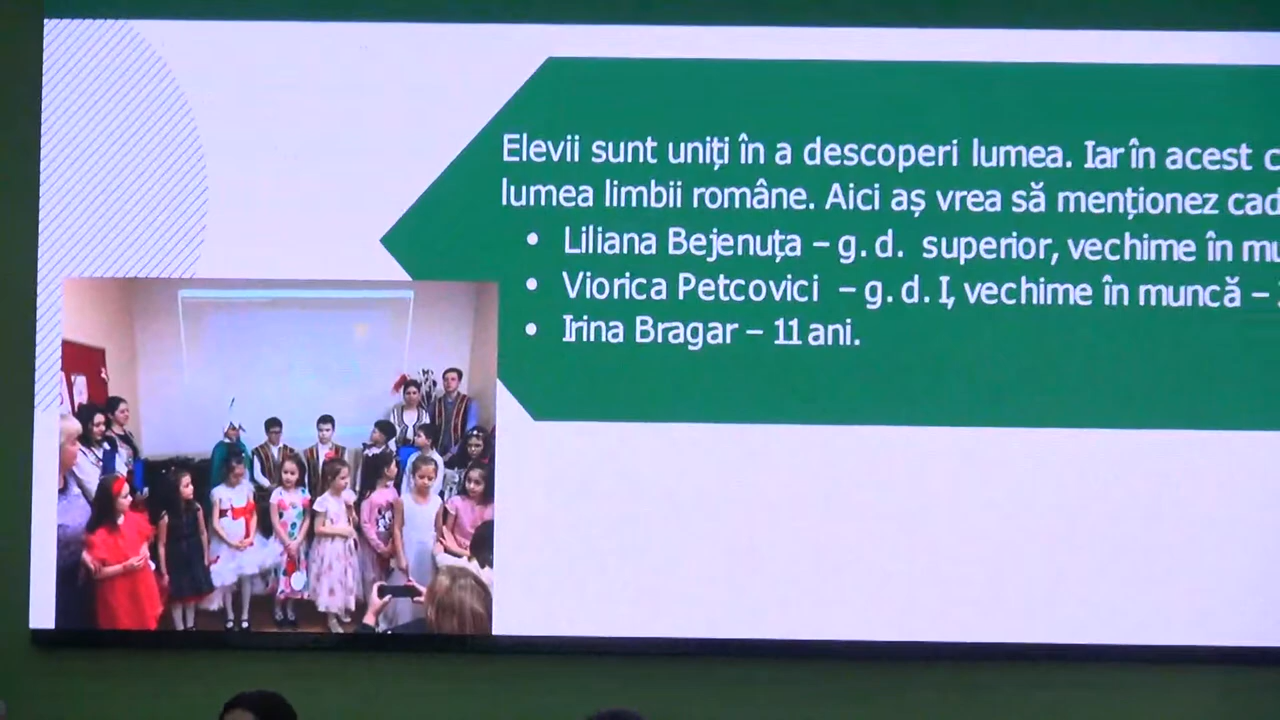 Elevii sunt uniți în a descoperi lumea. Iar în acest
lumea limbii române. Aici aș vrea să menționez
• Liliana Bejenuța – g. d. superior, vechime în
• Viorica Petcovici – g. d. I, vechime în muncă –
• Irina Bragar – 11 ani.